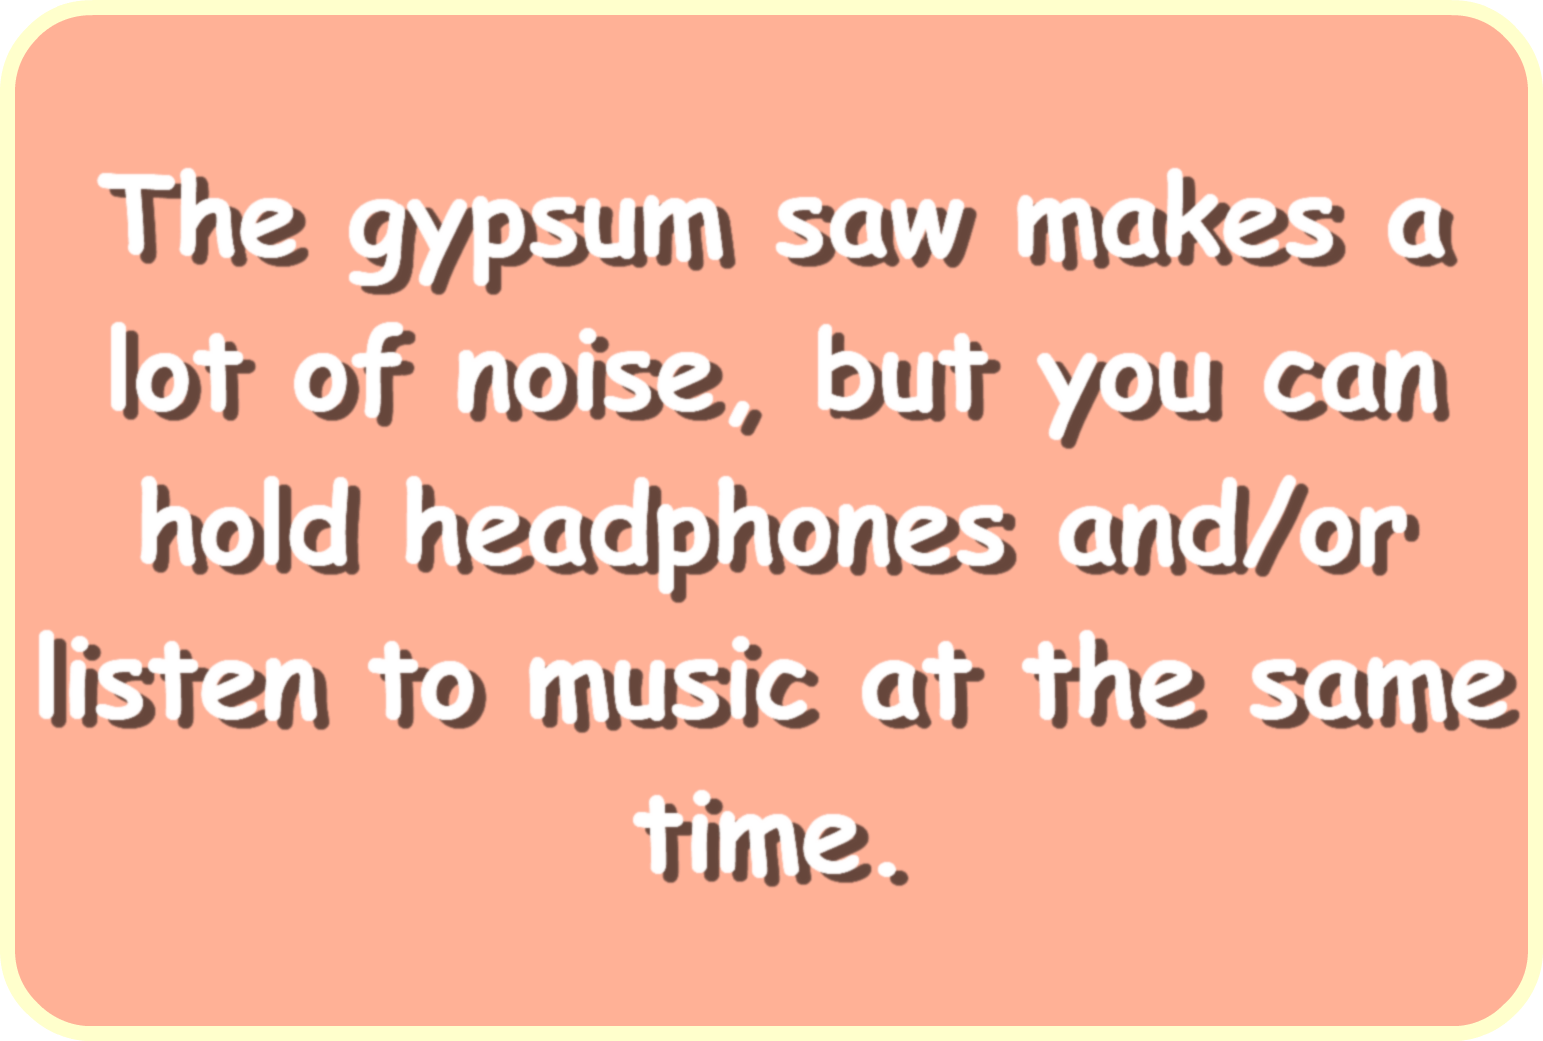 The gypsum saw makes a
lot of noise, but you can
hold headphones and/or
listen to music at the same
time.